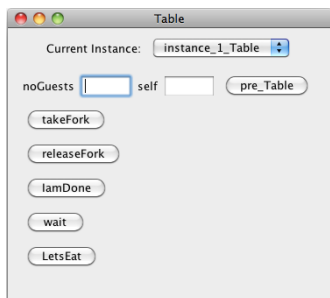 Table
Current Instance: instance_1_Table
noGuests self pre_Table
takeFork
releaseFork
IamDone
wait
LetsEat